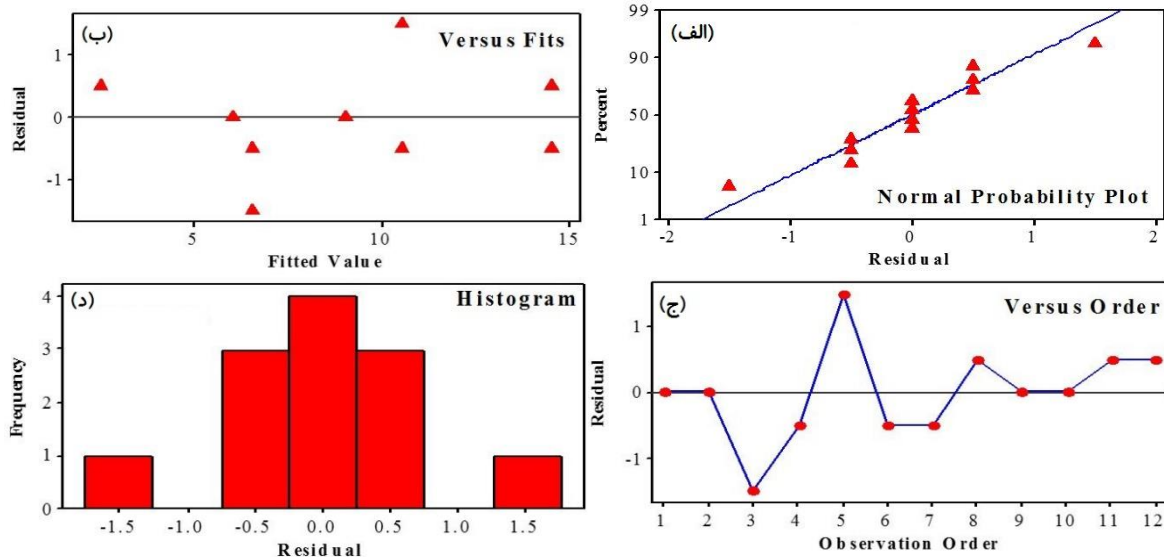 (ب)
Versus Fits
Residual
1
0
-1
5
10
15
Fitted Value
(الف)
Normal Probability Plot
Percent
99
90
50
10
1
-2
-1
0
1
2
Residual
(د)
Histogram
Frequency
4
3
2
1
0
-1.5
-1.0
-0.5
0.0
0.5
1.0
1.5
Residual
(ج)
Versus Order
Residual
1
0
-1
1
2
3
4
5
6
7
8
9
10
11
12
Observation Order